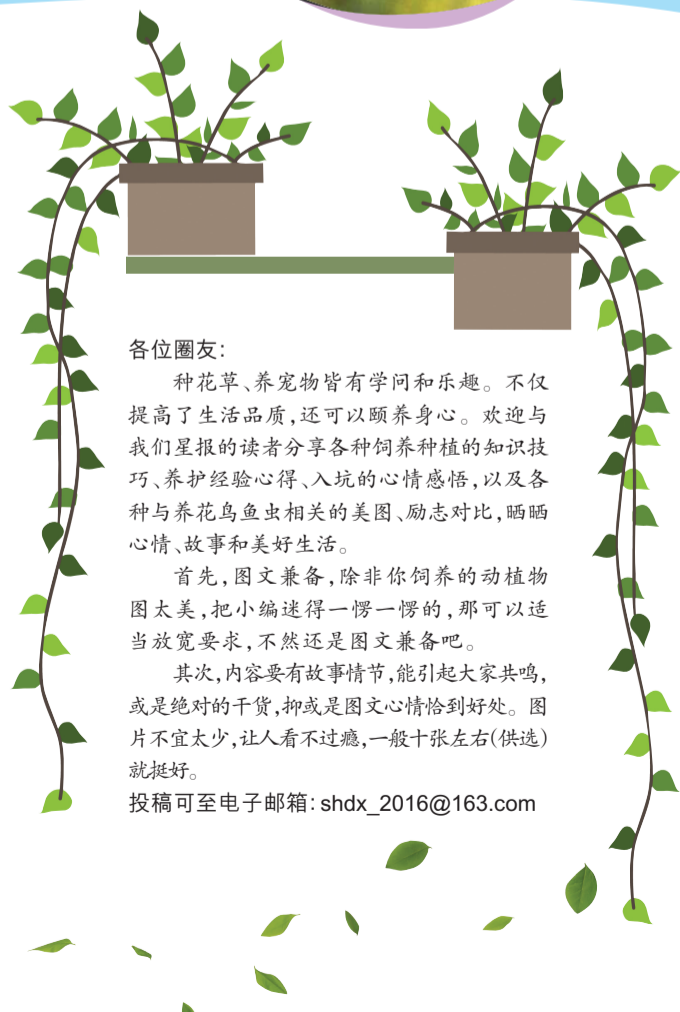 各位圈友：
种花草、养宠物皆有学问和乐趣。不仅
提高了生活品质,还可以颐养身心。欢迎与
我们星报的读者分享各种饲养种植的知识技
巧、养护经验心得、入坑的心情感悟,以及各
种与养花鸟鱼虫相关的美图、励志对比,晒晒
心情、故事和美好生活。
首先,图文兼备,除非你饲养的动植物
图太美,把小编迷得一愣一愣的,那可以适
当放宽要求,不然还是图文兼备吧。
其次,内容要有故事情节,能引起大家共鸣,
或是绝对的干货,抑或是图文心情恰到好处。图
片不宜太少,让人看不过瘾,一般十张左右(供选)
就挺好。
投稿可至电子邮箱：shdx_2016@163.com